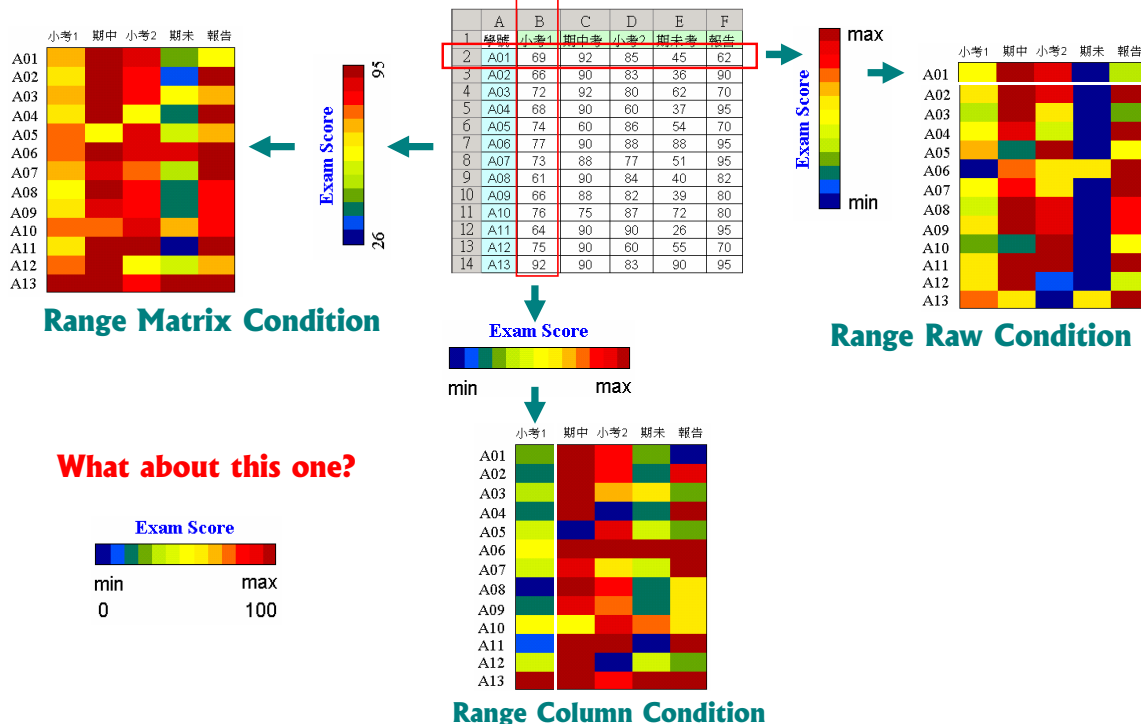 小考1 期中 小考2 期未 報告
A01
A02
A03
A04
A05
A06
A07
A08
A09
A10
A11
A12
A13
Range Matrix Condition
95
Exam Score
26
A B C D E F
1 學號 小考1 期中考 小考2 期未考 報告
2 A01 69 92 85 45 62
3 A02 66 90 83 36 90
4 A03 72 92 80 62 70
5 A04 68 90 60 37 95
6 A05 74 60 86 54 70
7 A06 77 90 88 88 95
8 A07 73 88 77 51 95
9 A08 61 90 84 40 82
10 A09 66 88 82 39 80
11 A10 76 75 87 72 80
12 A11 64 90 90 26 95
13 A12 75 90 60 55 70
14 A13 92 90 83 90 95
max
Exam Score
min
小考1 期中 小考2 期未 報告
A01
A02
A03
A04
A05
A06
A07
A08
A09
A10
A11
A12
A13
Range Raw Condition
Exam Score
min max
小考1 期中 小考2 期未 報告
A01
A02
A03
A04
A05
A06
A07
A08
A09
A10
A11
A12
A13
Range Column Condition
What about this one?
Exam Score
min max
0 100